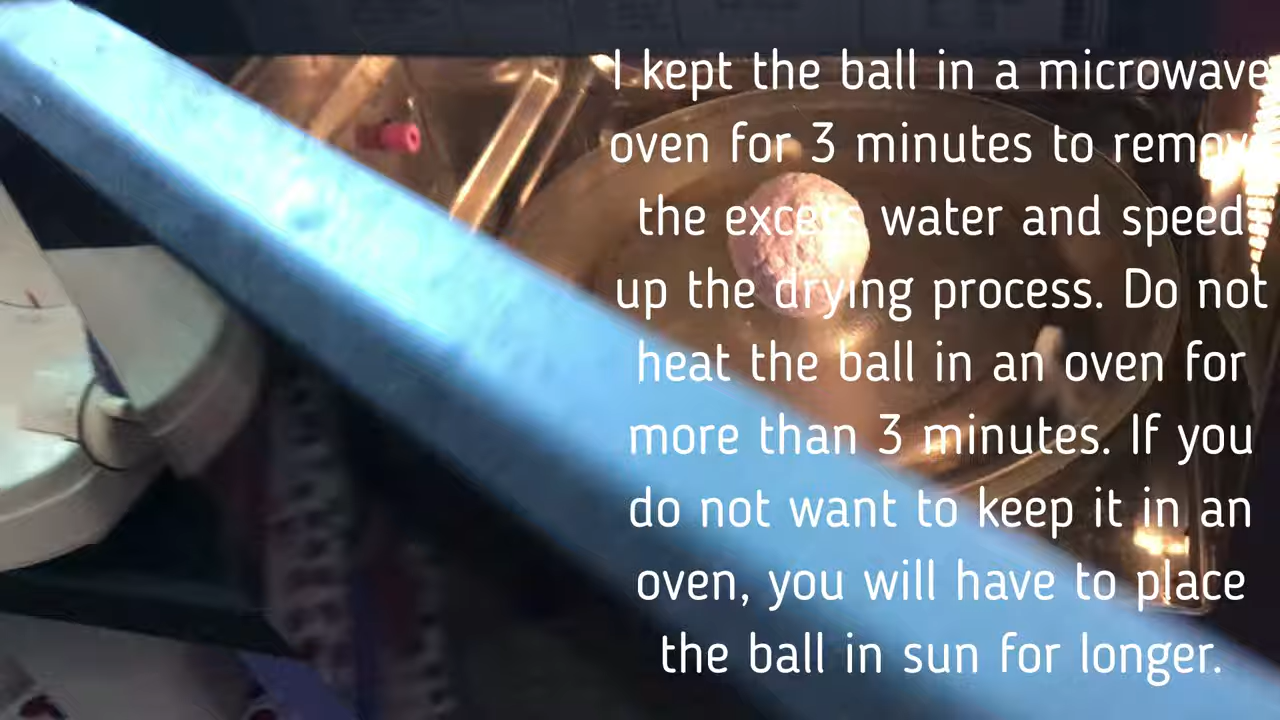 I kept the ball in a microwave
oven for 3 minutes to remove
the excess water and speed
up the drying process. Do not
heat the ball in an oven for
more than 3 minutes. If you
do not want to keep it in an
oven, you will have to place
the ball in sun for longer.